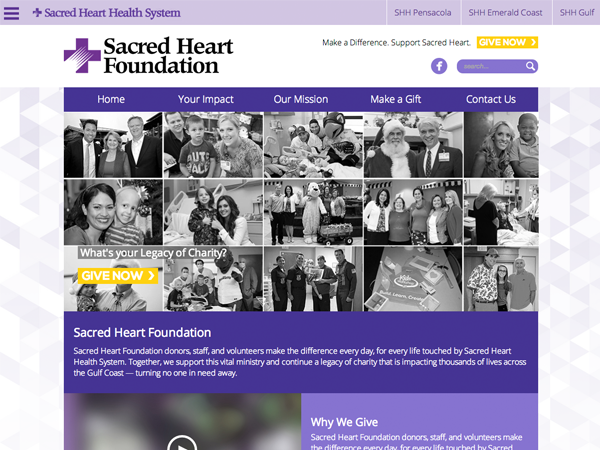 Sacred Heart Health System
SHH Pensacola
SHH Emerald Coast
SHH Gulf
Sacred Heart
Foundation
Make a Difference. Support Sacred Heart.
GIVE NOW
f
search...
Home
Your Impact
Our Mission
Make a Gift
Contact Us
What's your Legacy of Charity?
GIVE NOW
Sacred Heart Foundation
Sacred Heart Foundation donors, staff, and volunteers make the difference every day, for every life touched by Sacred Heart
Health System. Together, we support this vital ministry and continue a legacy of charity that is impacting thousands of lives across
the Gulf Coast — turning no one in need away.
Why We Give
Sacred Heart Foundation donors, staff, and volunteers make
the difference every day, for every life touched by Sacred